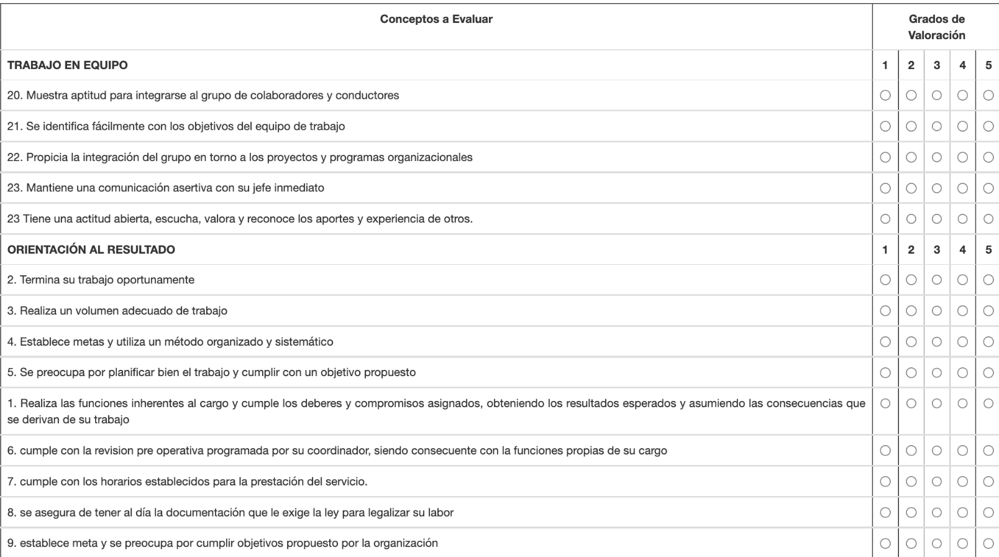 Conceptos a Evaluar
Grados de
Valoración
TRABAJO EN EQUIPO 1 2 3 4 5
20. Muestra aptitud para integrarse al grupo de colaboradores y conductores
21. Se identifica fácilmente con los objetivos del equipo de trabajo
22. Propicia la integración del grupo en torno a los proyectos y programas organizacionales
23. Mantiene una comunicación asertiva con su jefe inmediato
23 Tiene una actitud abierta, escucha, valora y reconoce los aportes y experiencia de otros.
ORIENTACIÓN AL RESULTADO 1 2 3 4 5
2. Termina su trabajo oportunamente
3. Realiza un volumen adecuado de trabajo
4. Establece metas y utiliza un método organizado y sistemático
5. Se preocupa por planificar bien el trabajo y cumplir con un objetivo propuesto
1. Realiza las funciones inherentes al cargo y cumple los deberes y compromisos asignados, obteniendo los resultados esperados y asumiendo las consecuencias que
se derivan de su trabajo
6. cumple con la revision pre operativa programada por su coordinador, siendo consecuente con la funciones propias de su cargo
7. cumple con los horarios establecidos para la prestación del servicio.
8. se asegura de tener al día la documentación que le exige la ley para legalizar su labor
9. establece meta y se preocupa por cumplir objetivos propuesto por la organización